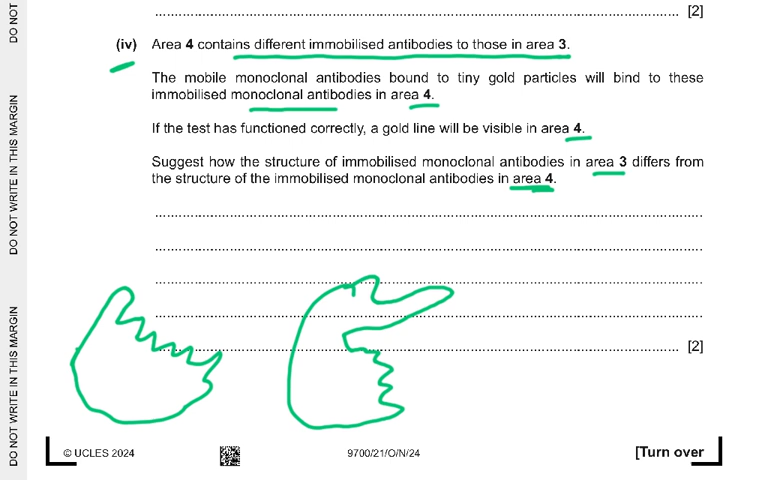 [2]
(iv) Area 4 contains different immobilised antibodies to those in area 3.
The mobile monoclonal antibodies bound to tiny gold particles will bind to these
immobilised monoclonal antibodies in area 4.
If the test has functioned correctly, a gold line will be visible in area 4.
Suggest how the structure of immobilised monoclonal antibodies in area 3 differs from
the structure of the immobilised monoclonal antibodies in area 4.
[2]
© UCLES 2024
9700/21/O/N/24
[Turn over
DO NOT
DO NOT WRITE IN THIS MARGIN
DO NOT WRITE IN THIS MARGIN